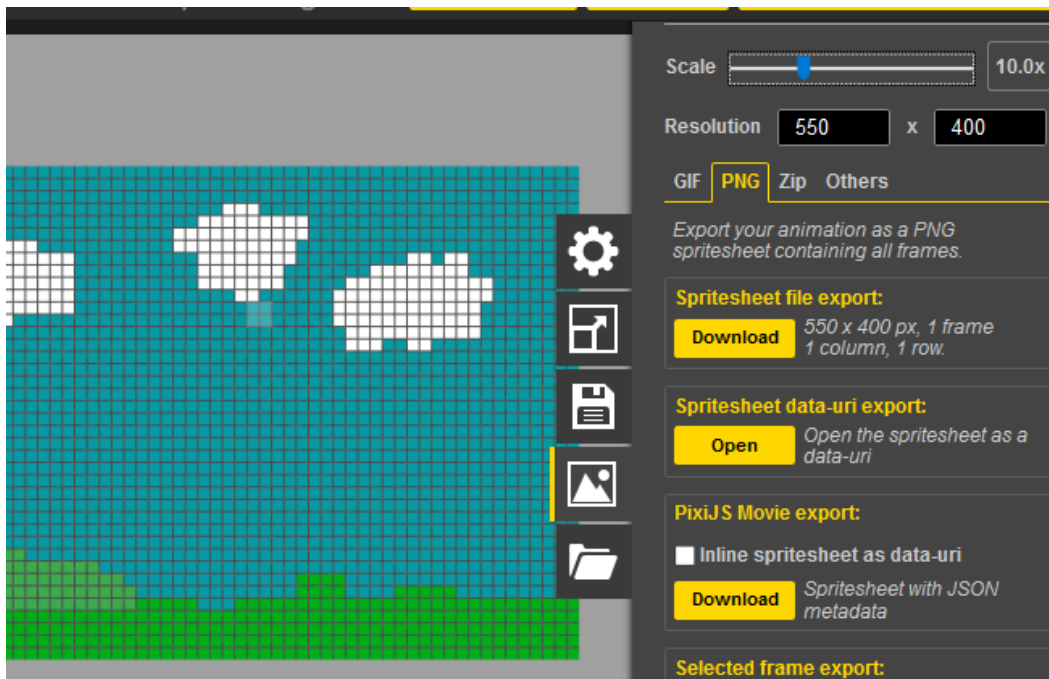 Scale 10.0x
Resolution 550 x 400
GIF PNG Zip Others
Export your animation as a PNG
spritesheet containing all frames.
Spritesheet file export:
Download 550 x 400 px, 1 frame
1 column, 1 row.
Spritesheet data-uri export:
Open Open the spritesheet as a
data-uri
PixiJS Movie export:
Inline spritesheet as data-uri
Download Spritesheet with JSON
metadata
Selected frame export: